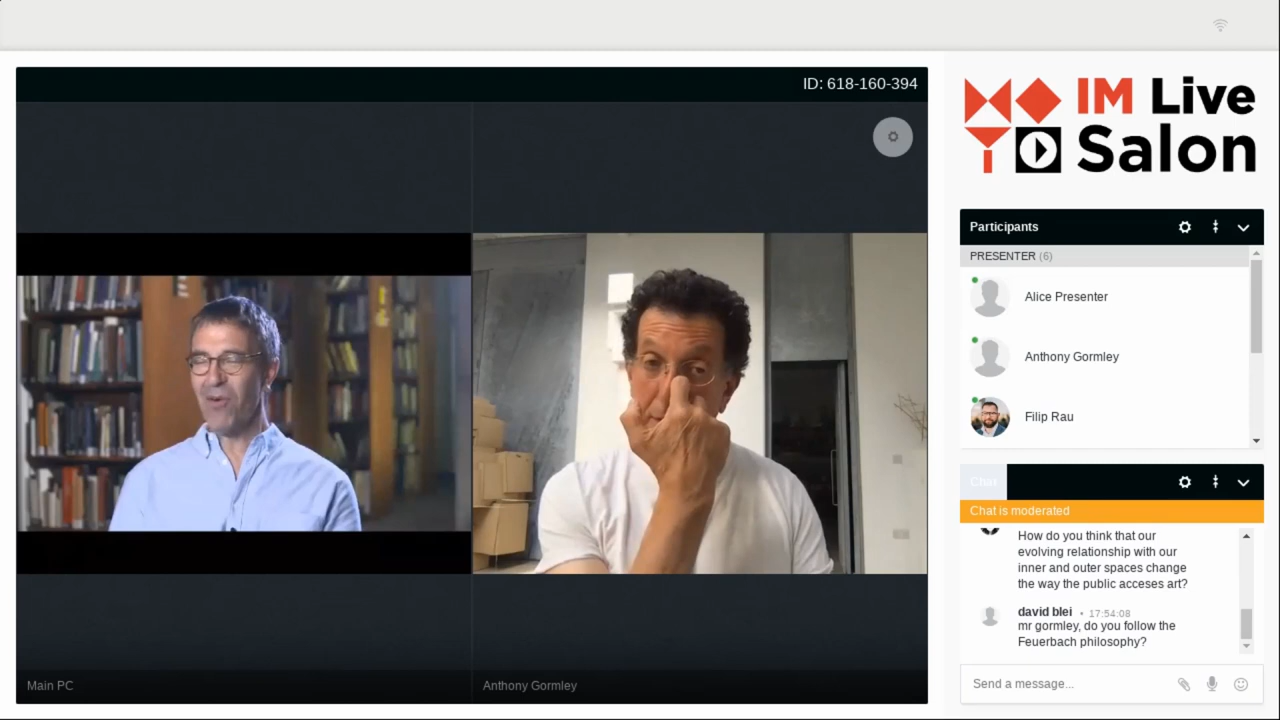 ID: 618-160-394
IM Live
Salon
Participants
PRESENTER (6)
Alice Presenter
Anthony Gormley
Filip Rau
Chat
Chat is moderated
How do you think that our
evolving relationship with our
inner and outer spaces change
the way the public acceses art?
david blei • 17:54:08
mr gormley, do you follow the
Feuerbach philosophy?
Send a message...
Main PC
Anthony Gormley